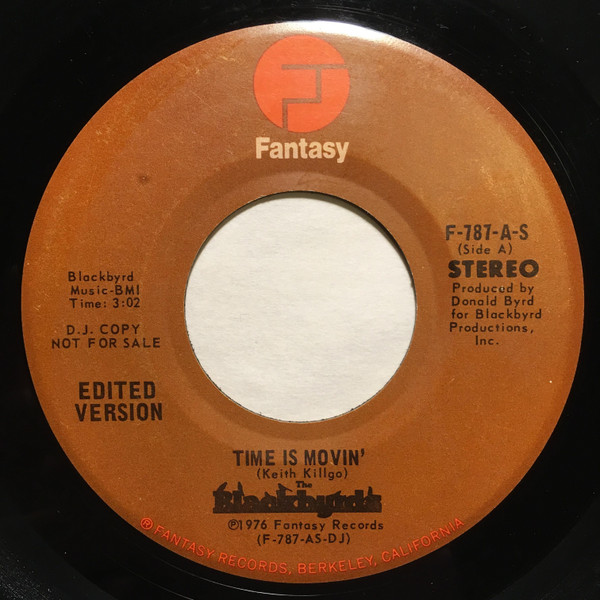 Fantasy
F-787-A-S
(Side A)
STEREO
Produced by
Donald Byrd
for Blackbyrd
Productions,
Inc.
Blackbyrd
Music-BMI
Time: 3:02
D.J. COPY
NOT FOR SALE
EDITED
VERSION
TIME IS MOVIN'
(Keith Killgo)
The
Blackbyrds
℗1976 Fantasy Records
(F-787-AS-DJ)
® FANTASY RECORDS, BERKELEY, CALIFORNIA